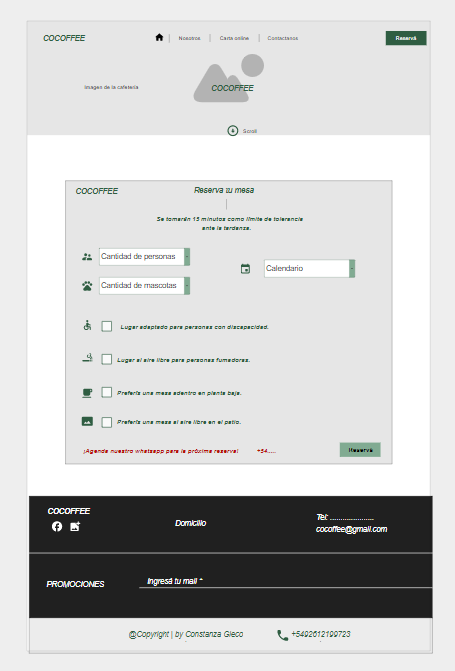 COCOFFEE
| Nosotros | Carta online | Contactanos
Reservá
Imagen de la cafetería
COCOFFEE
Scroll
COCOFFEE
Reserva tu mesa
Se tomarán 15 minutos como límite de tolerancia
ante la tardanza.
Cantidad de personas
Calendario
Cantidad de mascotas
Lugar adaptado para personas con discapacidad.
Lugar al aire libre para personas fumadoras.
Preferís una mesa adentro en planta baja.
Preferís una mesa al aire libre en el patio.
¡Agenda nuestro whatsapp para la próxima reserva! +54.....
Reservá
COCOFFEE
Domicilio
Tel: .....................
cocoffee@gmail.com
PROMOCIONES
Ingresá tu mail *
@Copyright | by Constanza Gieco
+5492612199723